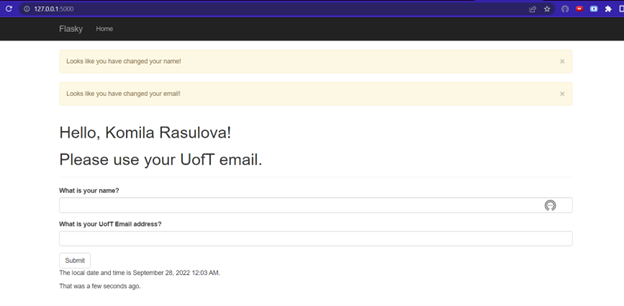 127.0.0.1:5000
Flasky Home
Looks like you have changed your name! ×
Looks like you have changed your email! ×
Hello, Komila Rasulova!
Please use your UofT email.
What is your name?
What is your UofT Email address?
Submit
The local date and time is September 28, 2022 12:03 AM.
That was a few seconds ago.